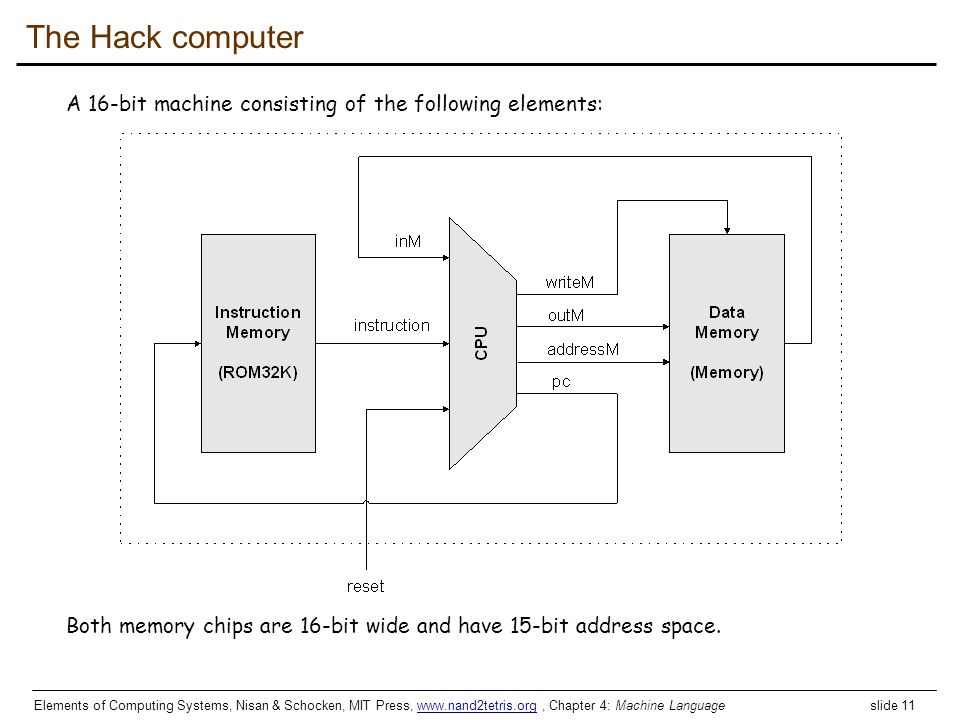 The Hack computer
A 16-bit machine consisting of the following elements:
inM
writeM
Instruction
Memory
(ROM32K)
instruction
CPU
outM
addressM
pc
Data
Memory
(Memory)
reset
Both memory chips are 16-bit wide and have 15-bit address space.
Elements of Computing Systems, Nisan & Schocken, MIT Press, www.nand2tetris.org , Chapter 4: Machine Language slide 11